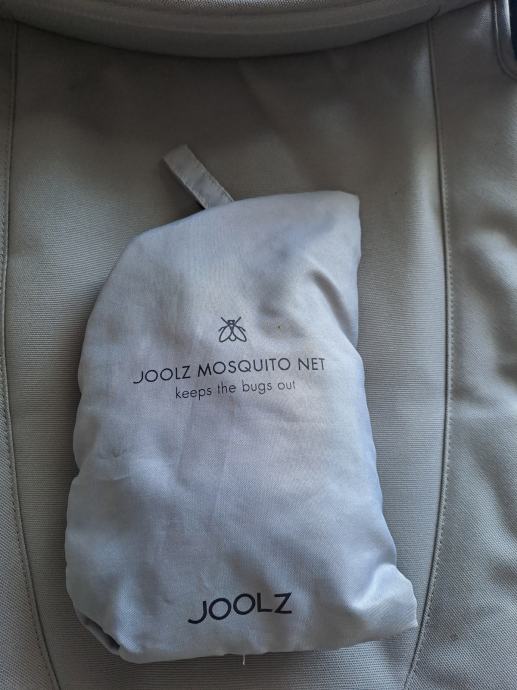 JOOLZ MOSQUITO NET
keeps the bugs out
JOOLZ